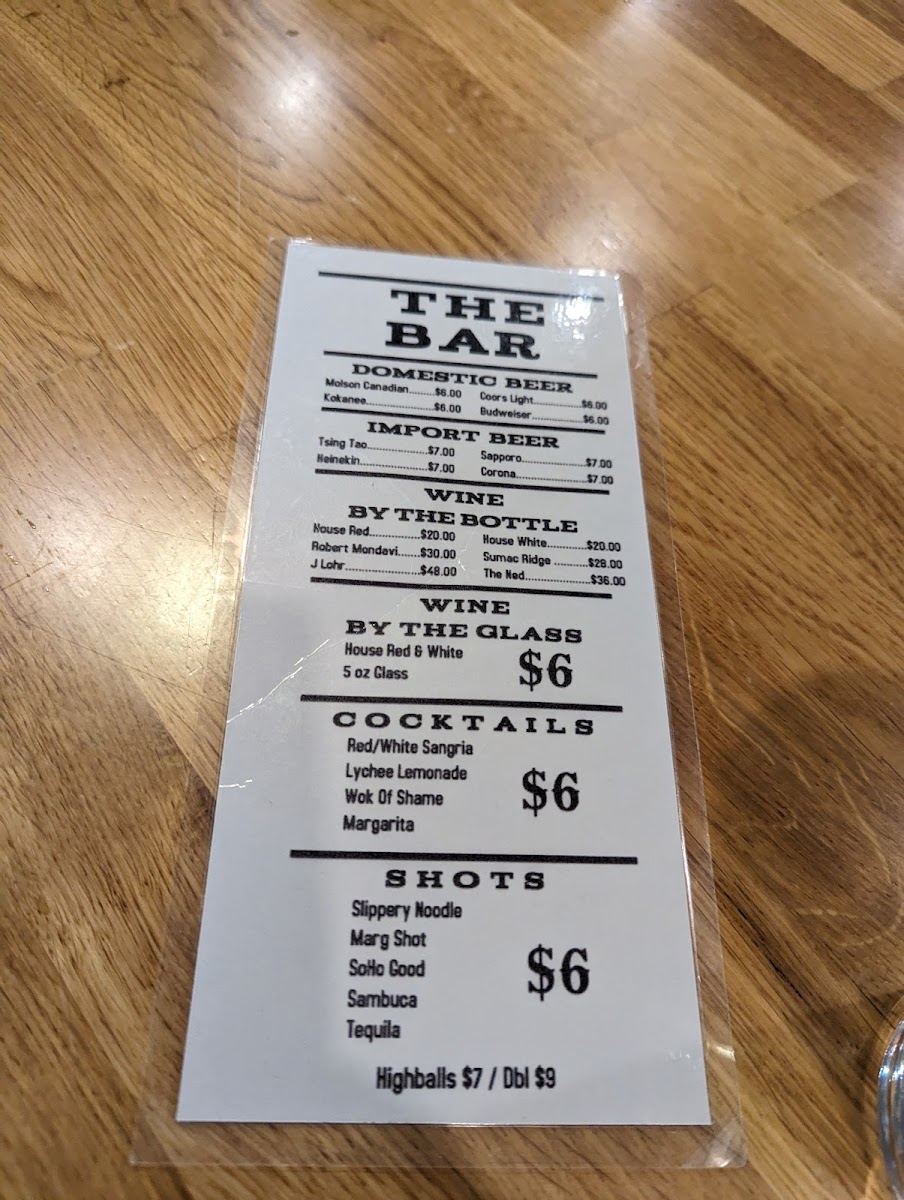 THE
BAR
DOMESTIC BEER
Molson Canadian........$6.00 Coors Light..............$6.00
Kokanee......................$6.00 Budweiser...............$6.00
IMPORT BEER
Tsing Tao...................$7.00 Sapporo.....................$7.00
Heinekin.....................$7.00 Corona.......................$7.00
WINE
BY THE BOTTLE
House Red................$20.00 House White............$20.00
Robert Mondavi......$30.00 Sumac Ridge ..........$28.00
J Lohr........................$48.00 The Ned.....................$36.00
WINE
BY THE GLASS
House Red & White
5 oz Glass
$6
COCKTAILS
Red/White Sangria
Lychee Lemonade
Wok Of Shame
Margarita
$6
SHOTS
Slippery Noodle
Marg Shot
SoHo Good
Sambuca
Tequila
$6
Highballs $7 / Dbl $9